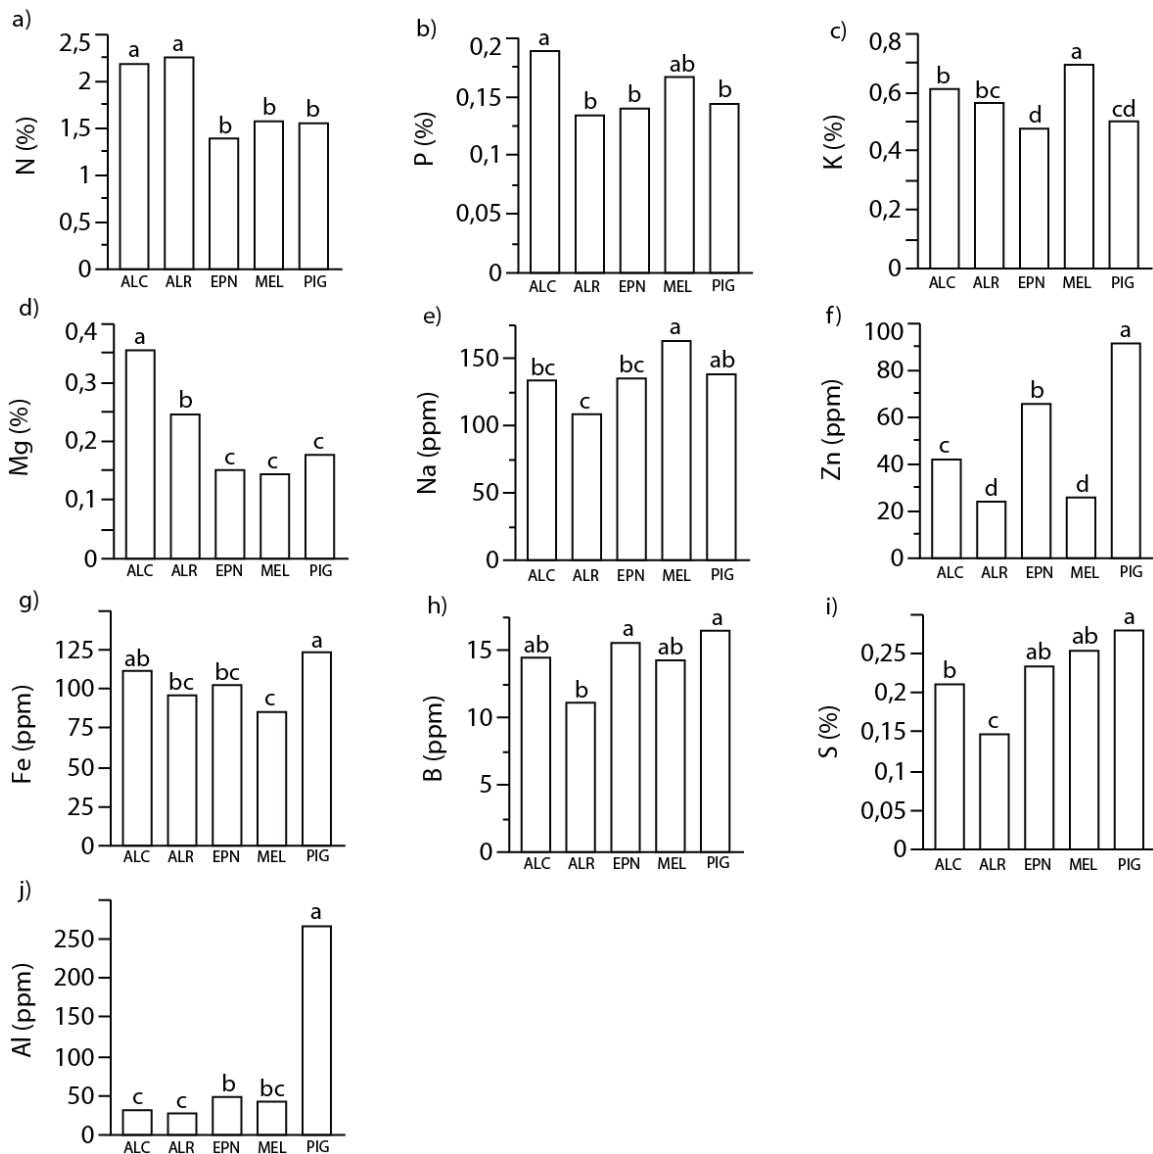 a)
N (%)
2,5
2
1,5
1
0,5
0
a
a
b
b
b
ALC ALR EPN MEL PIG
b)
P (%)
0,2
0,15
0,1
0,05
0
a
b
b
ab
b
ALC ALR EPN MEL PIG
c)
K (%)
0,8
0,6
0,4
0,2
0
b
bc
d
a
cd
ALC ALR EPN MEL PIG
d)
Mg (%)
0,4
0,3
0,2
0,1
0
a
b
c
c
c
ALC ALR EPN MEL PIG
e)
Na (ppm)
150
100
50
0
bc
c
bc
a
ab
ALC ALR EPN MEL PIG
f)
Zn (ppm)
100
80
60
40
20
0
c
d
b
d
a
ALC ALR EPN MEL PIG
g)
Fe (ppm)
125
100
75
50
25
0
ab
bc
bc
c
a
ALC ALR EPN MEL PIG
h)
B (ppm)
15
10
5
0
ab
b
a
ab
a
ALC ALR EPN MEL PIG
i)
S (%)
0,25
0,2
0,15
0,1
0,05
0
b
c
ab
ab
a
ALC ALR EPN MEL PIG
j)
Al (ppm)
250
200
150
100
50
0
c
c
b
bc
a
ALC ALR EPN MEL PIG